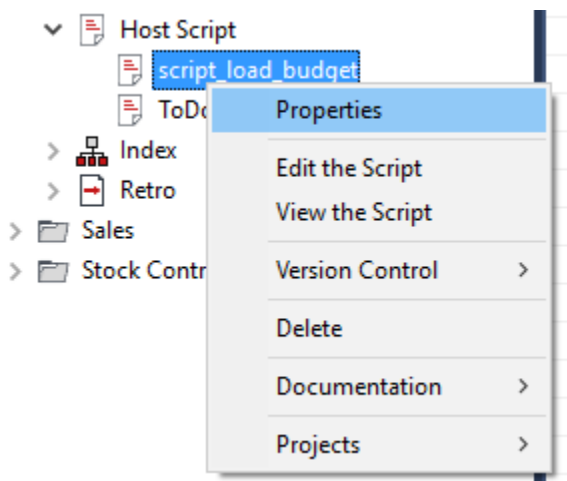 Host Script
script_load_budget
ToDo
Properties
Index
Edit the Script
Retro
View the Script
Sales
Stock Contr
Version Control
Delete
Documentation
Projects